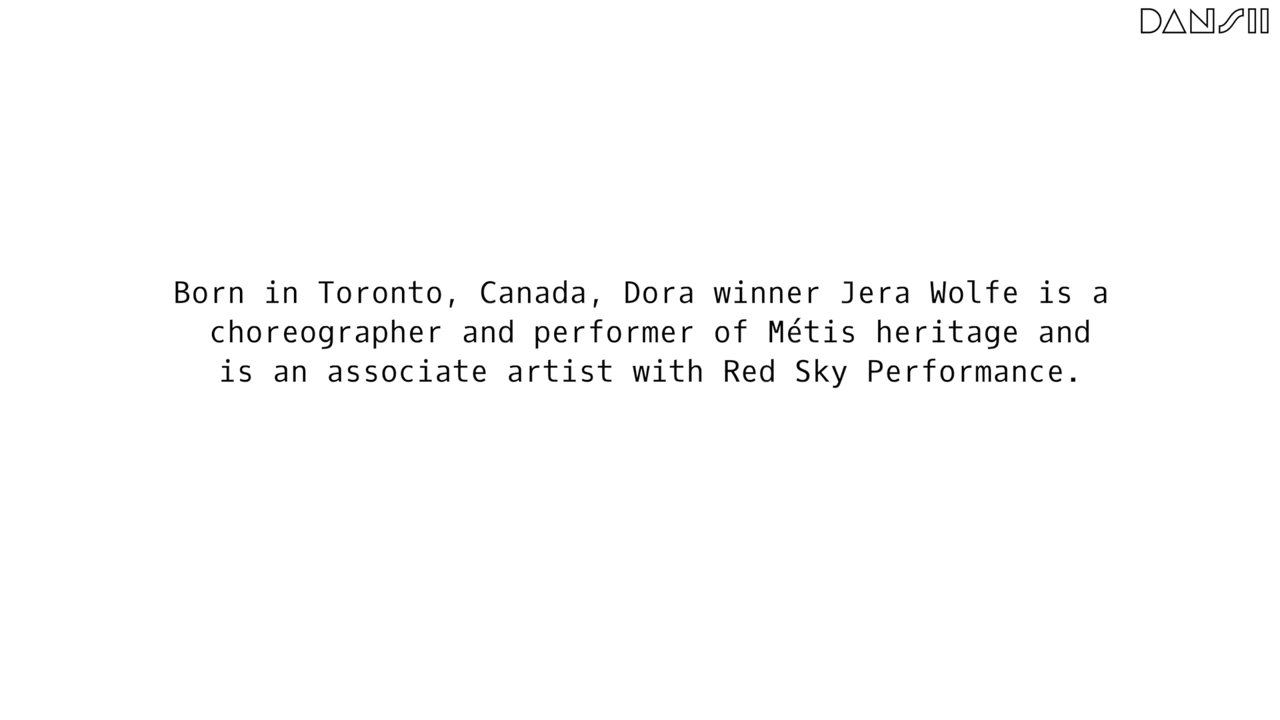 DANSII
Born in Toronto, Canada, Dora winner Jera Wolfe is a
choreographer and performer of Métis heritage and
is an associate artist with Red Sky Performance.